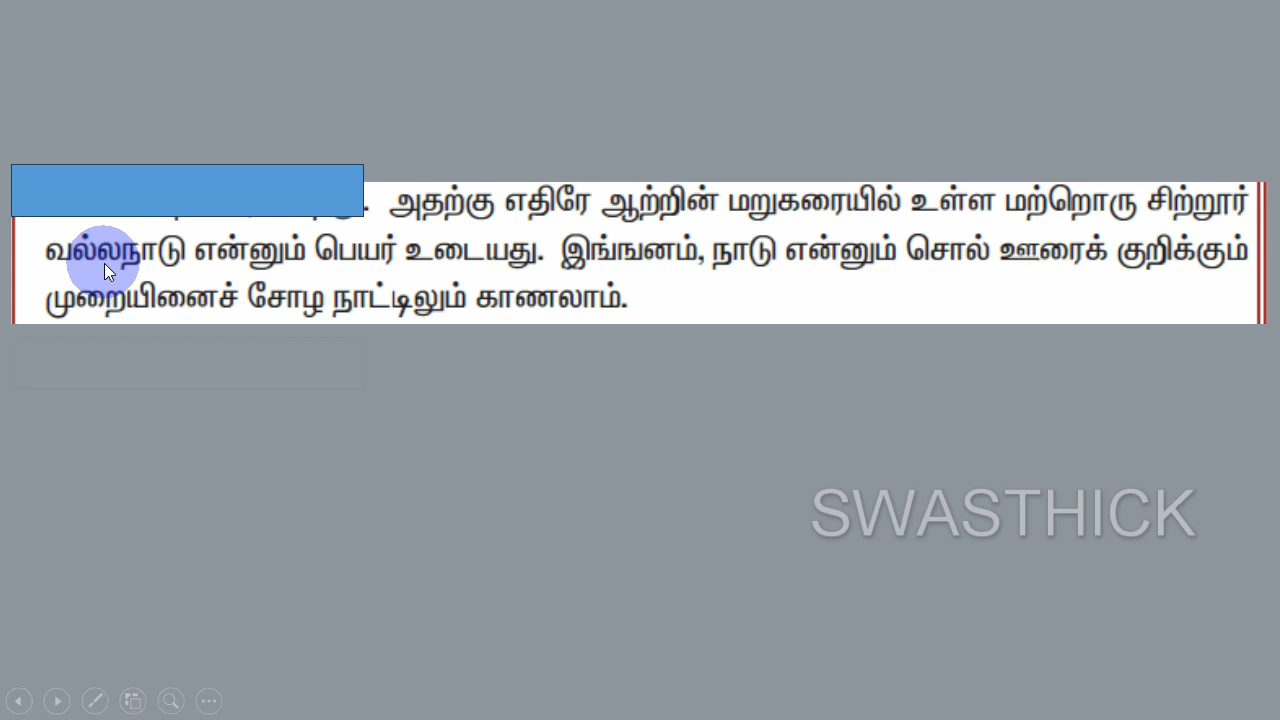 அதற்கு எதிரே ஆற்றின் மறுகரையில் உள்ள மற்றொரு சிற்றூர்
வல்லநாடு என்னும் பெயர் உடையது. இங்ஙனம், நாடு என்னும் சொல் ஊரைக் குறிக்கும்
முறையினைச் சோழ நாட்டிலும் காணலாம்.
SWASTHICK